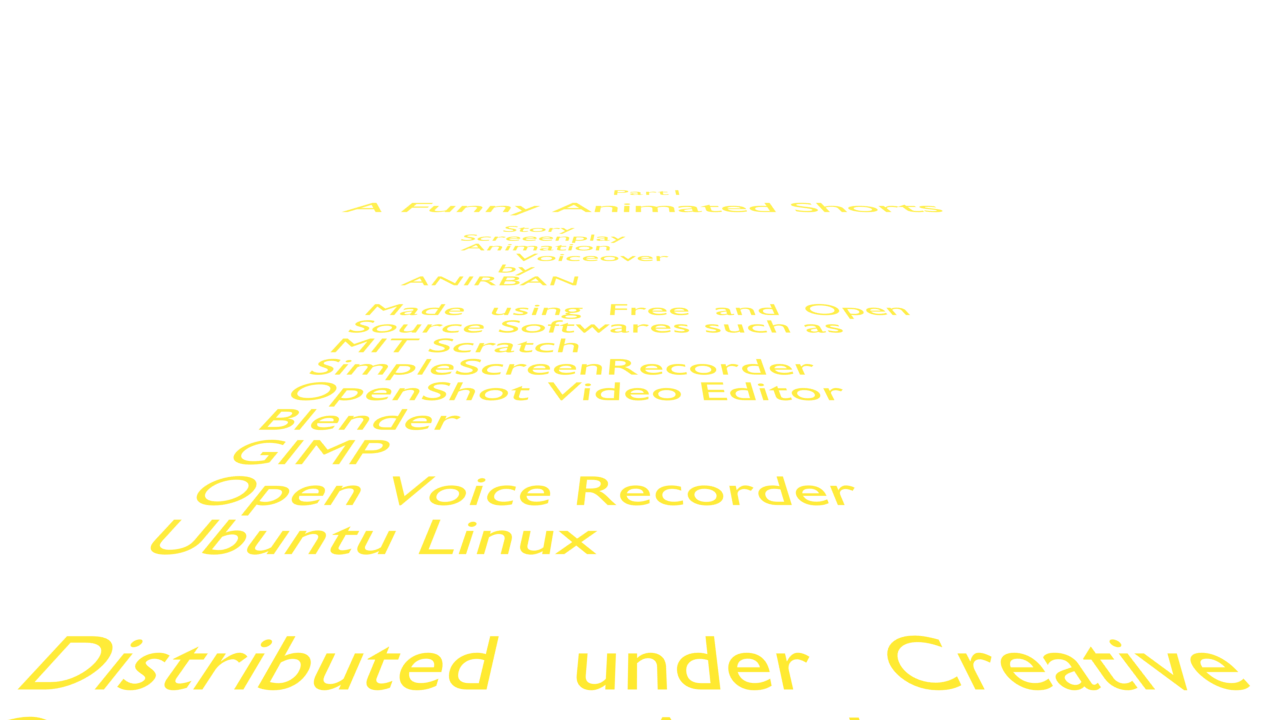 Part I
A Funny Animated Shorts
Story
Screeenplay
Animation
Voiceover
by
ANIRBAN
Made using Free and Open
Source Softwares such as
MIT Scratch
SimpleScreenRecorder
OpenShot Video Editor
Blender
GIMP
Open Voice Recorder
Ubuntu Linux
Distributed under Creative